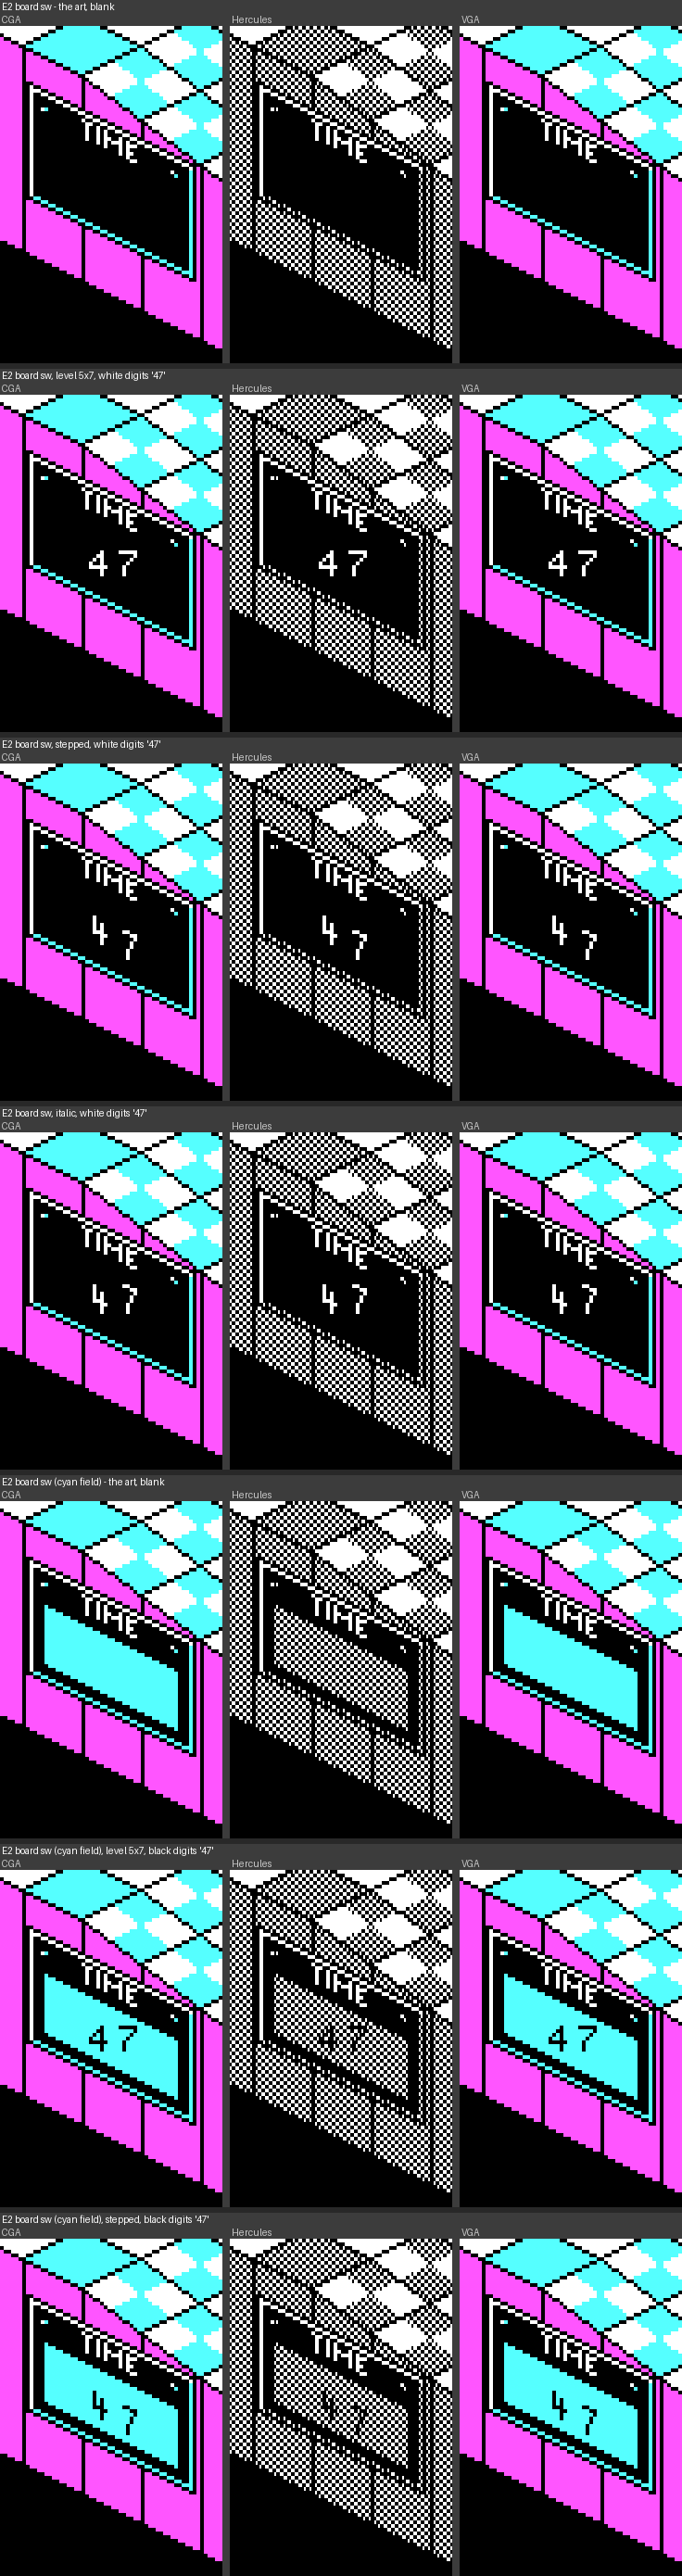 E2 board sw - the art, blank
CGA Hercules VGA
TIME TIME TIME
E2 board sw, level 5x7, white digits '47'
CGA Hercules VGA
TIME TIME TIME
47 47 47
E2 board sw, stepped, white digits '47'
CGA Hercules VGA
TIME TIME TIME
47 47 47
E2 board sw, italic, white digits '47'
CGA Hercules VGA
TIME TIME TIME
47 47 47
E2 board sw (cyan field) - the art, blank
CGA Hercules VGA
TIME TIME TIME
E2 board sw (cyan field), level 5x7, black digits '47'
CGA Hercules VGA
TIME TIME TIME
47 47 47
E2 board sw (cyan field), stepped, black digits '47'
CGA Hercules VGA
TIME TIME TIME
47 47 47